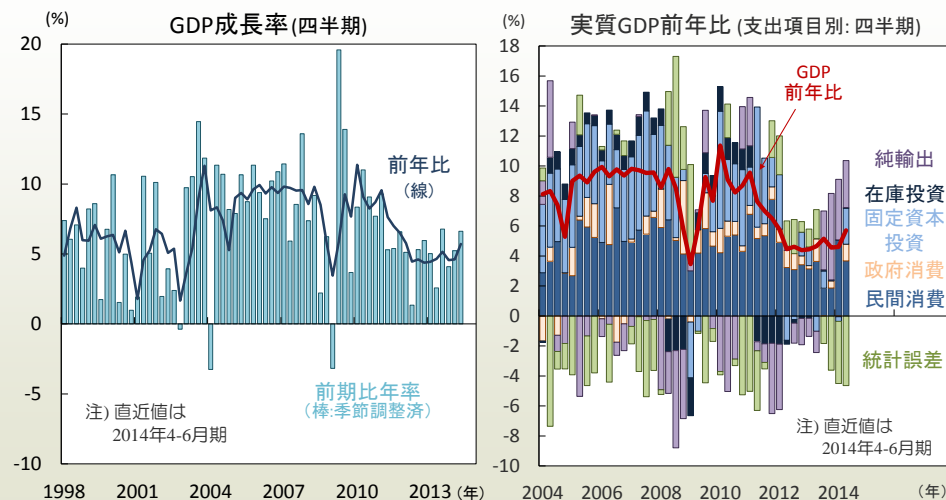 GDP成長率(四半期)
(%)
20
15
10
5
0
-5
-10
前年比
(線)
前期比年率
(棒:季節調整済)
注) 直近値は
2014年4-6月期
1998 2001 2004 2007 2010 2013 (年)
実質GDP前年比 (支出項目別: 四半期)
(%)
18
16
14
12
10
8
6
4
2
0
-2
-4
-6
-8
-10
GDP
前年比
純輸出
在庫投資
固定資本
投資
政府消費
民間消費
統計誤差
注) 直近値は
2014年4-6月期
2004 2006 2008 2010 2012 2014 (年)